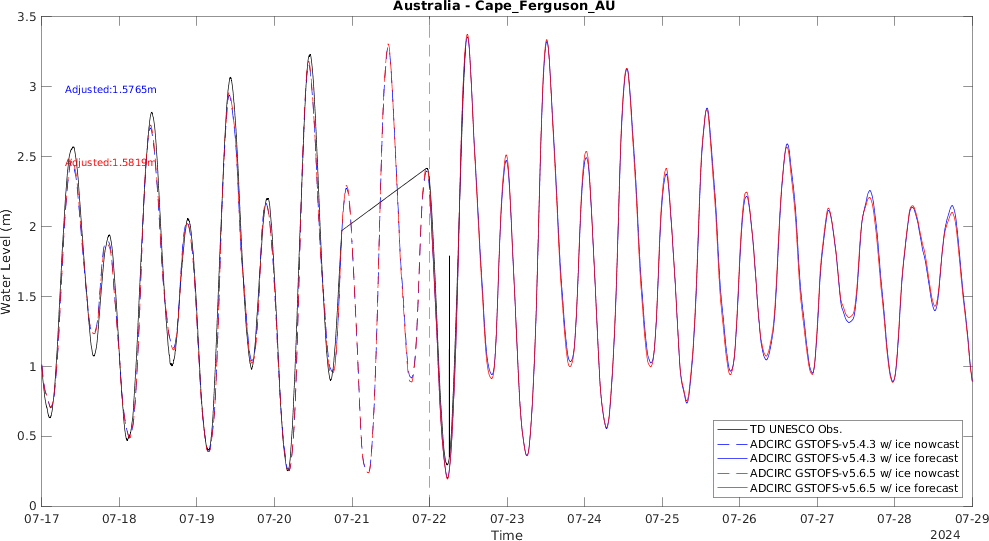 Australia - Cape_Ferguson_AU
3.5
3
2.5
2
1.5
1
0.5
0
Water Level (m)
Adjusted:1.5765m
Adjusted:1.5819m
TD UNESCO Obs.
ADCIRC GSTOFS-v5.4.3 w/ ice nowcast
ADCIRC GSTOFS-v5.4.3 w/ ice forecast
ADCIRC GSTOFS-v5.6.5 w/ ice nowcast
ADCIRC GSTOFS-v5.6.5 w/ ice forecast
07-17 07-18 07-19 07-20 07-21 07-22 07-23 07-24 07-25 07-26 07-27 07-28 07-29
Time
2024